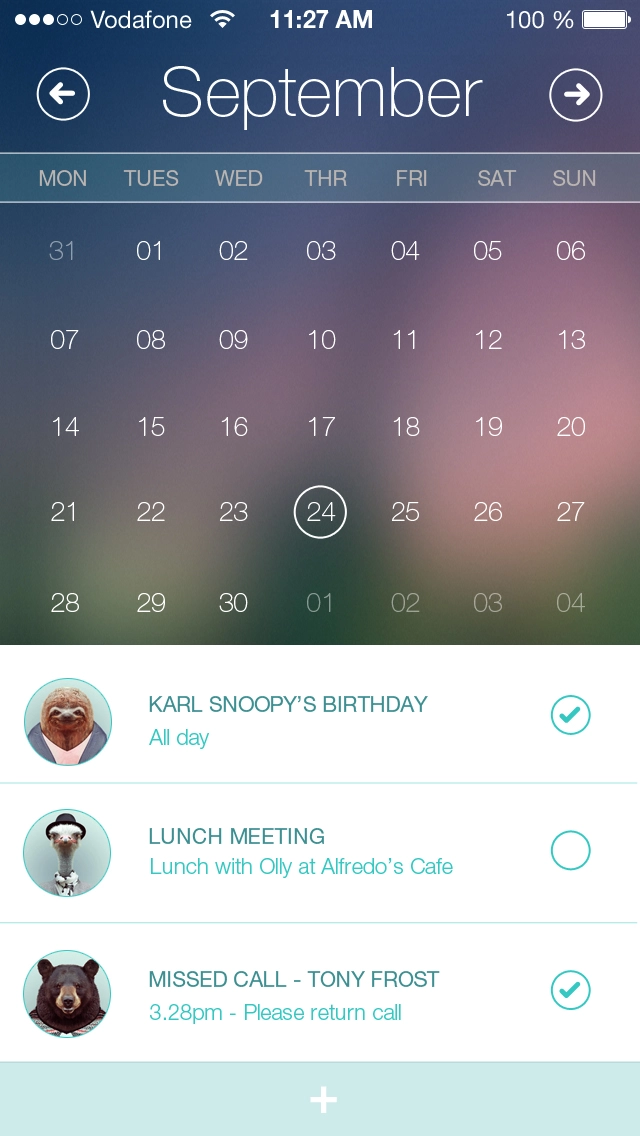 Vodafone 11:27 AM 100 %
September
MON TUES WED THR FRI SAT SUN
31 01 02 03 04 05 06
07 08 09 10 11 12 13
14 15 16 17 18 19 20
21 22 23 24 25 26 27
28 29 30 01 02 03 04
KARL SNOOPY’S BIRTHDAY
All day
LUNCH MEETING
Lunch with Olly at Alfredo’s Cafe
MISSED CALL - TONY FROST
3.28pm - Please return call
+